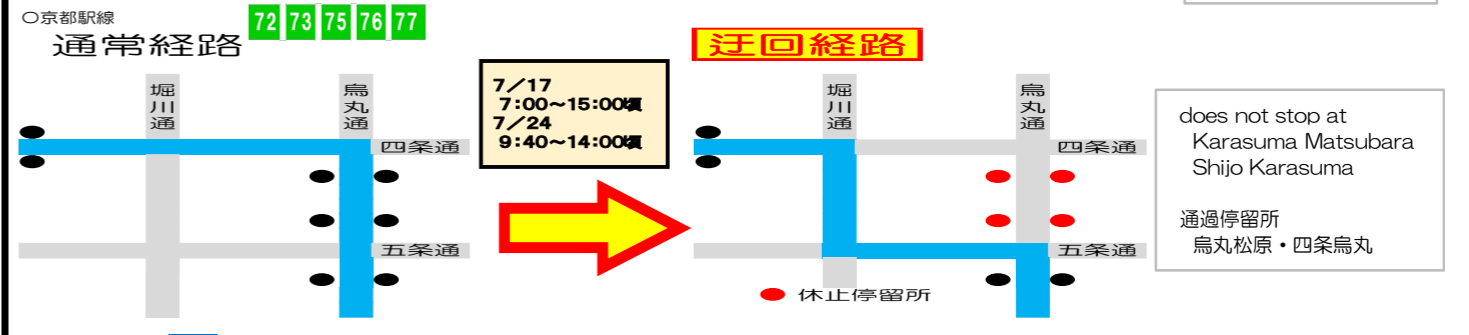 〇京都駅線
72 73 75 76 77
通常経路
堀川通
烏丸通
四条通
五条通
7/17
7:00～15:00頃
7/24
9:40～14:00頃
迂回経路
堀川通
烏丸通
四条通
五条通
休止停留所
does not stop at
Karasuma Matsubara
Shijo Karasuma
通過停留所
烏丸松原・四条烏丸